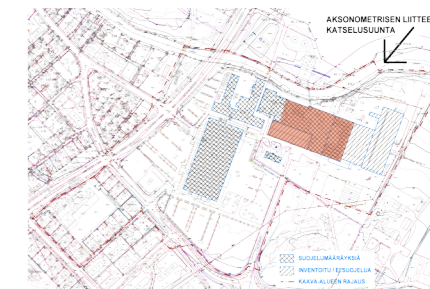 AKSONOMETRISEN LIITTEE
KATSELUSUUNTA
SUOJELUMÄÄRÄYKSIÄ
INVENTOITU / EI SUOJELUA
KAAVA-ALUEEN RAJAUS